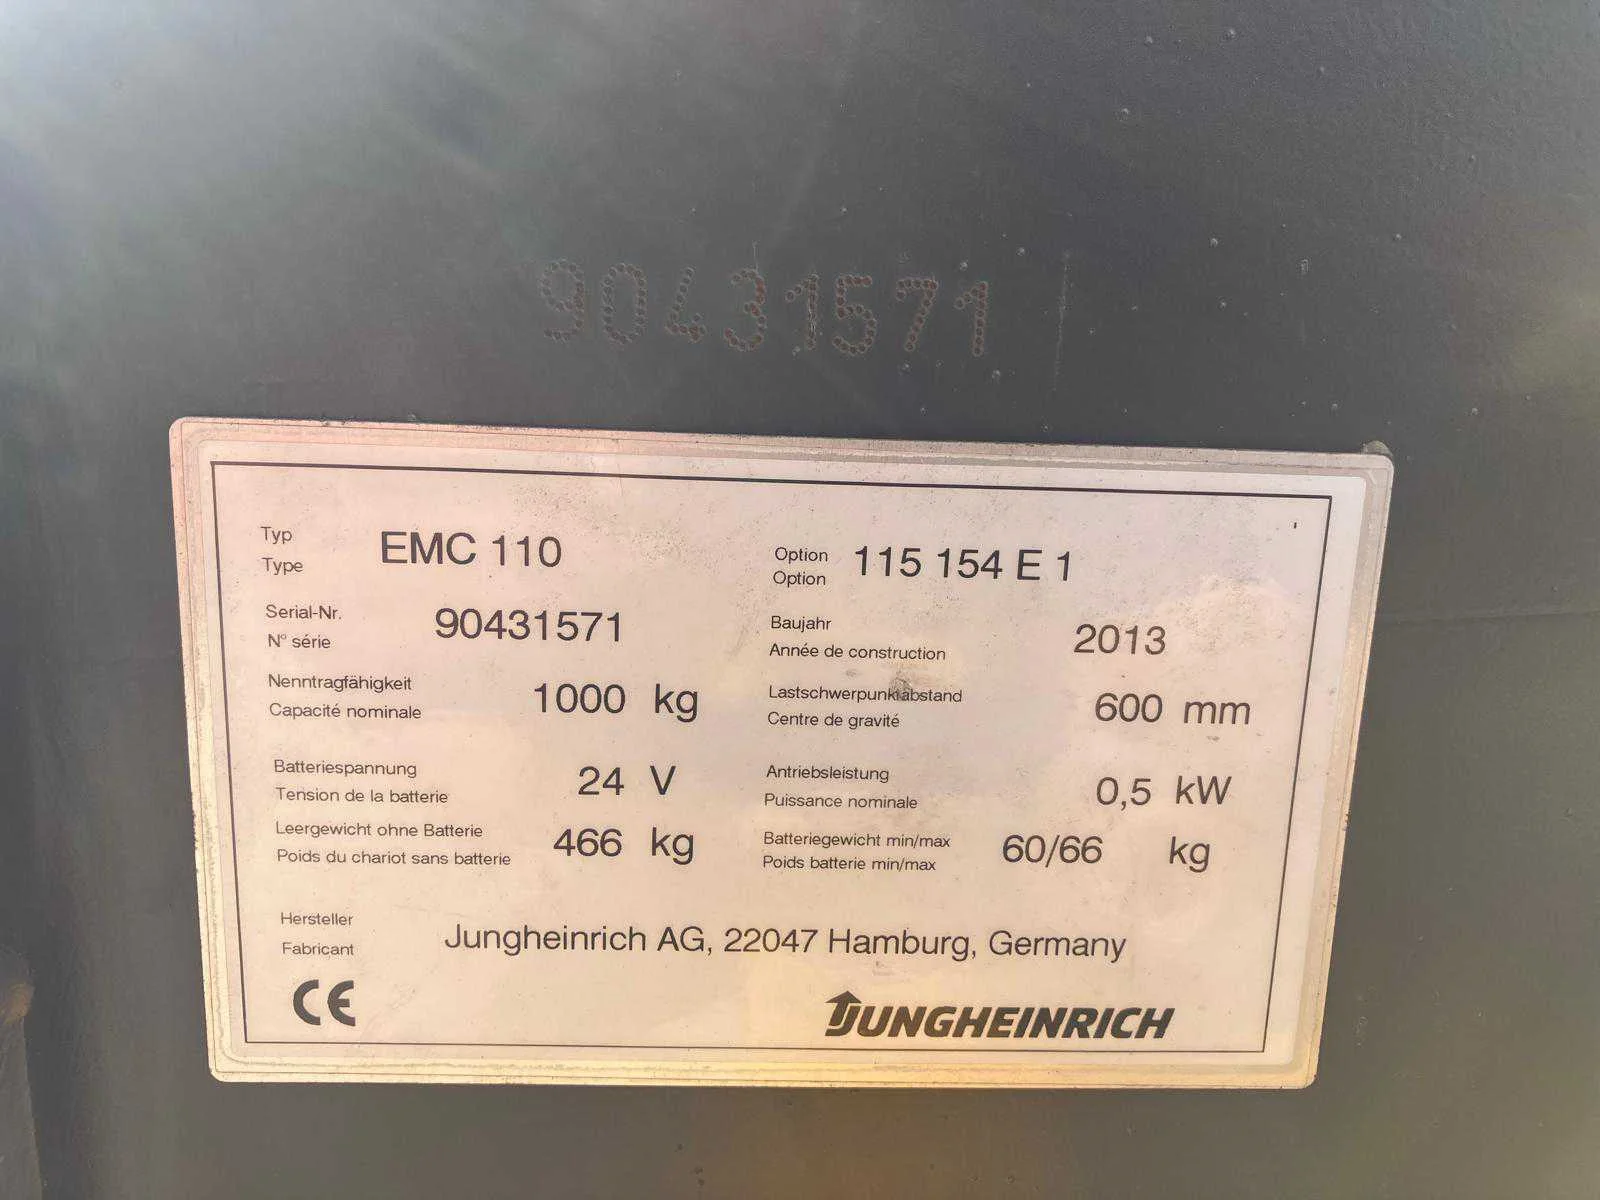 90431571
Typ
Type
EMC 110
Option
Option
115 154 E 1
Serial-Nr.
N° série
90431571
Baujahr
Année de construction
2013
Nenntragfähigkeit
Capacité nominale
1000 kg
Lastschwerpunktabstand
Centre de gravité
600 mm
Batteriespannung
Tension de la batterie
24 V
Antriebsleistung
Puissance nominale
0,5 kW
Leergewicht ohne Batterie
Poids du chariot sans batterie
466 kg
Batteriegewicht min/max
Poids batterie min/max
60/66 kg
Hersteller
Fabricant
Jungheinrich AG, 22047 Hamburg, Germany
CE
JUNGHEINRICH